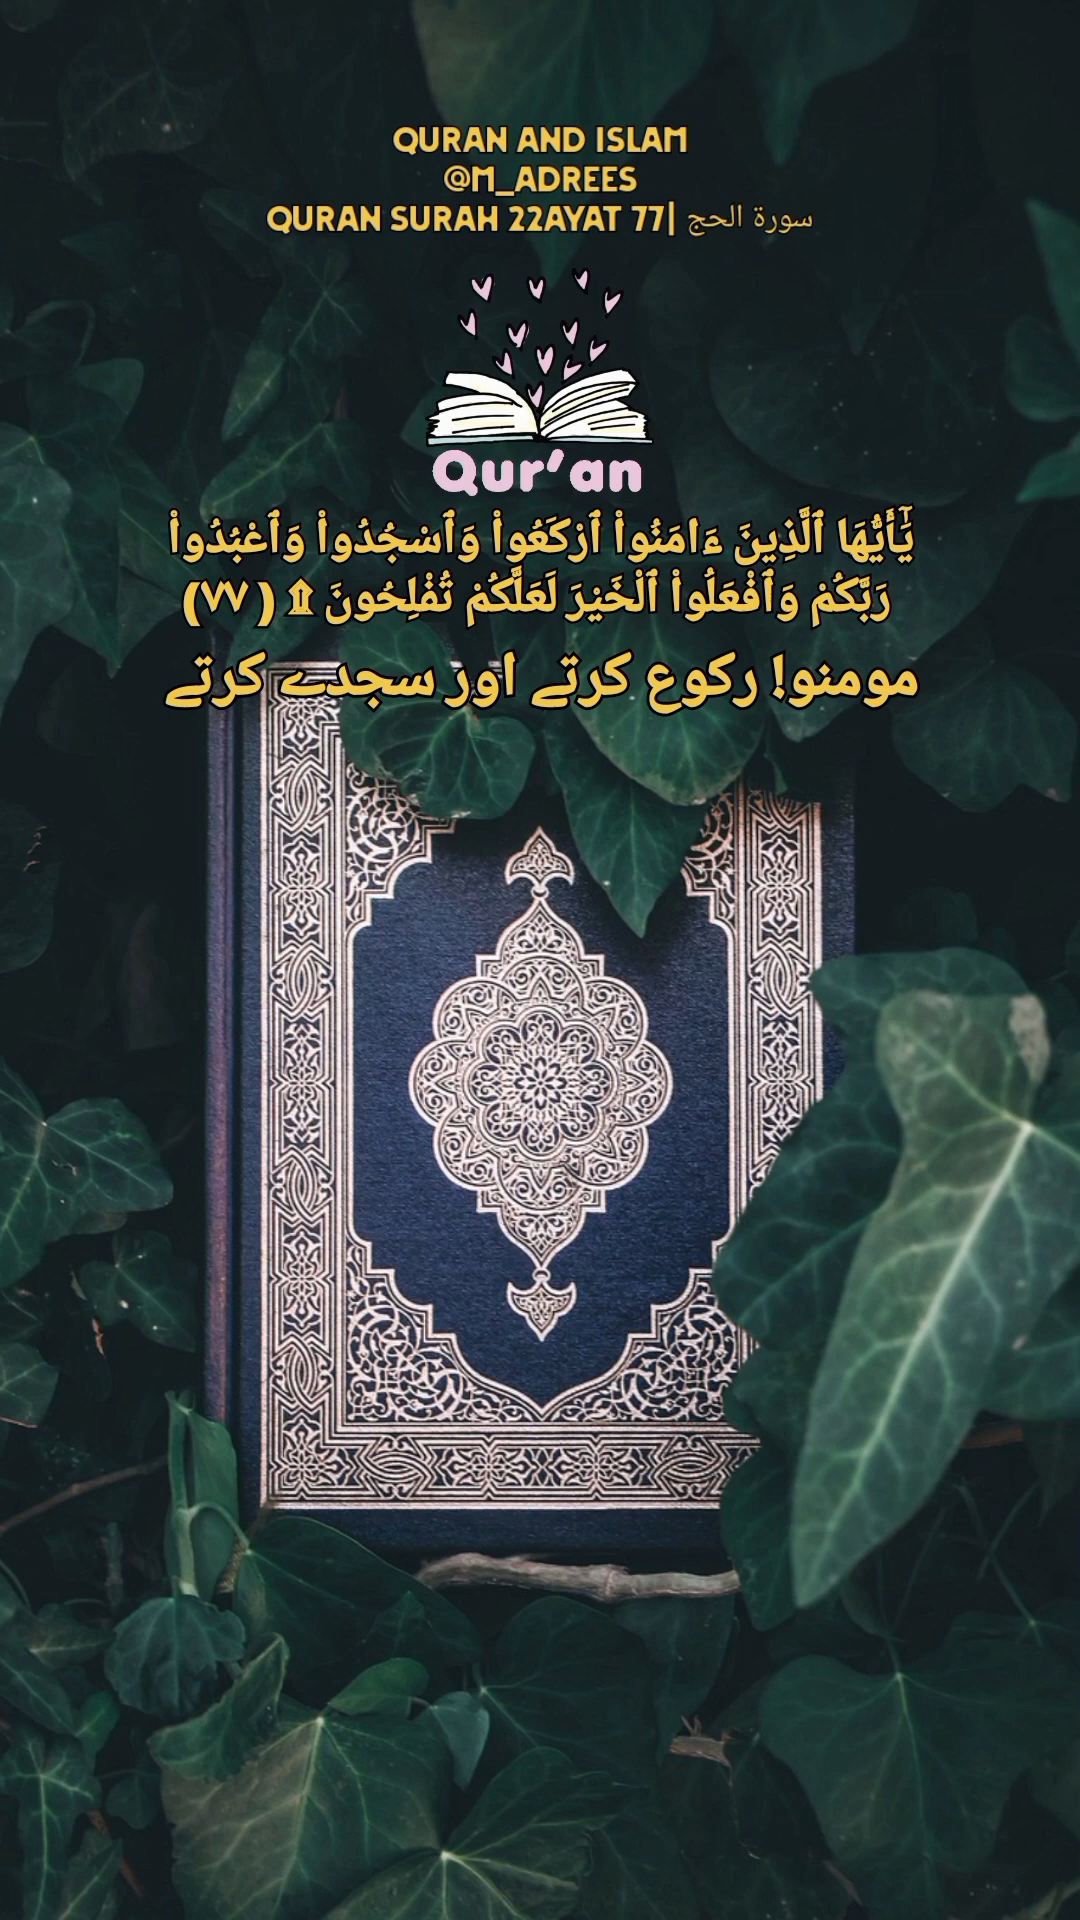 QURAN AND ISLAM
@M_ADREES
QURAN SURAH 22AYAT 77| سورة الحج
Qur'an
يَٰٓأَيُّهَا ٱلَّذِينَ ءَامَنُوا۟ ٱرْكَعُوا۟ وَٱسْجُدُوا۟ وَٱعْبُدُوا۟
رَبَّكُمْ وَٱفْعَلُوا۟ ٱلْخَيْرَ لَعَلَّكُمْ تُفْلِحُونَ ۩ (٧٧)
مومنو! رکوع کرتے اور سجدے کرتے